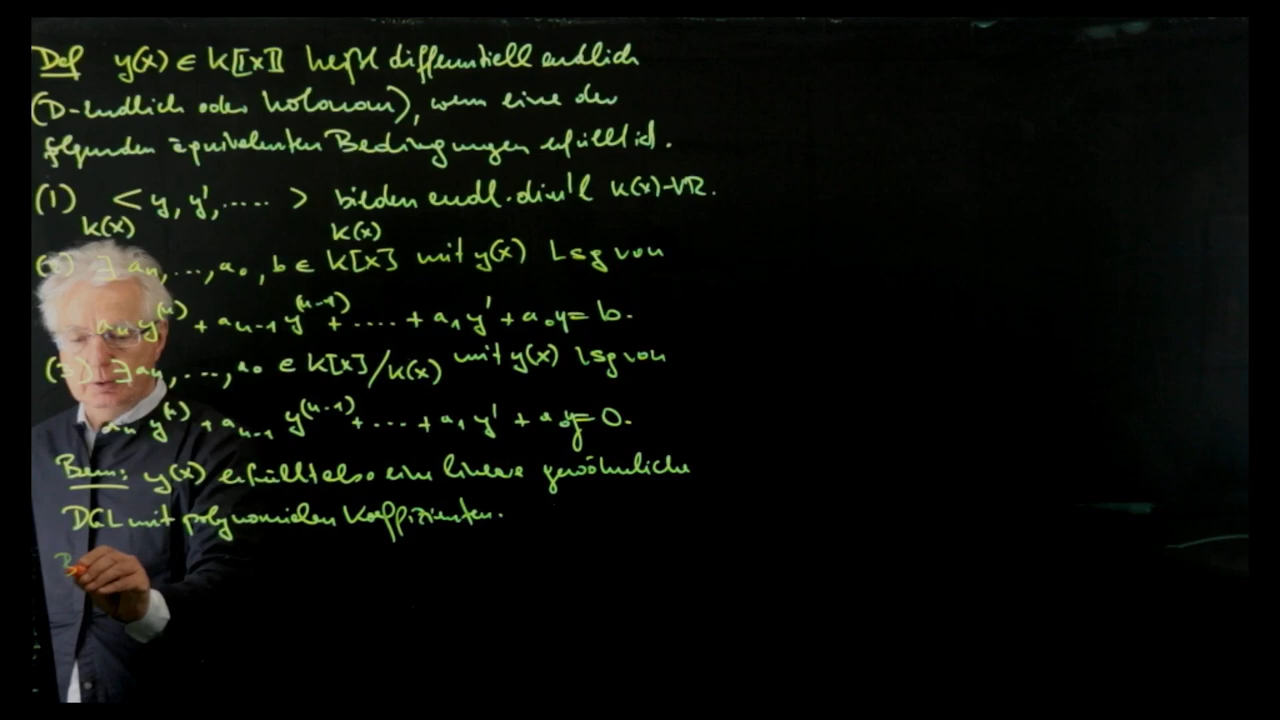 Def y(x) ∈ k[[x]] heißt differentiell endlich
(D-endlich oder holonom), wenn eine der
folgenden äquivalenten Bedingungen erfüllt ist.
(1) < y, y', ..... > bilden endl. dim'l k(x)-VR.
k(x) k(x)
(2) ∃ aₙ, ..., a₀, b ∈ k[x] mit y(x) Lsg von
aₙ y⁽ⁿ⁾ + aₙ₋₁ y⁽ⁿ⁻¹⁾ + .... + a₁ y' + a₀ y = b.
(3) ∃ aₙ, ..., a₀ ∈ k[x]/k(x) mit y(x) Lsg von
aₙ y⁽ⁿ⁾ + aₙ₋₁ y⁽ⁿ⁻¹⁾ + ... + a₁ y' + a₀ y = 0.
Bem: y(x) erfüllt also eine lineare gewöhnliche
DGL mit polynomialen Koeffizienten.
B